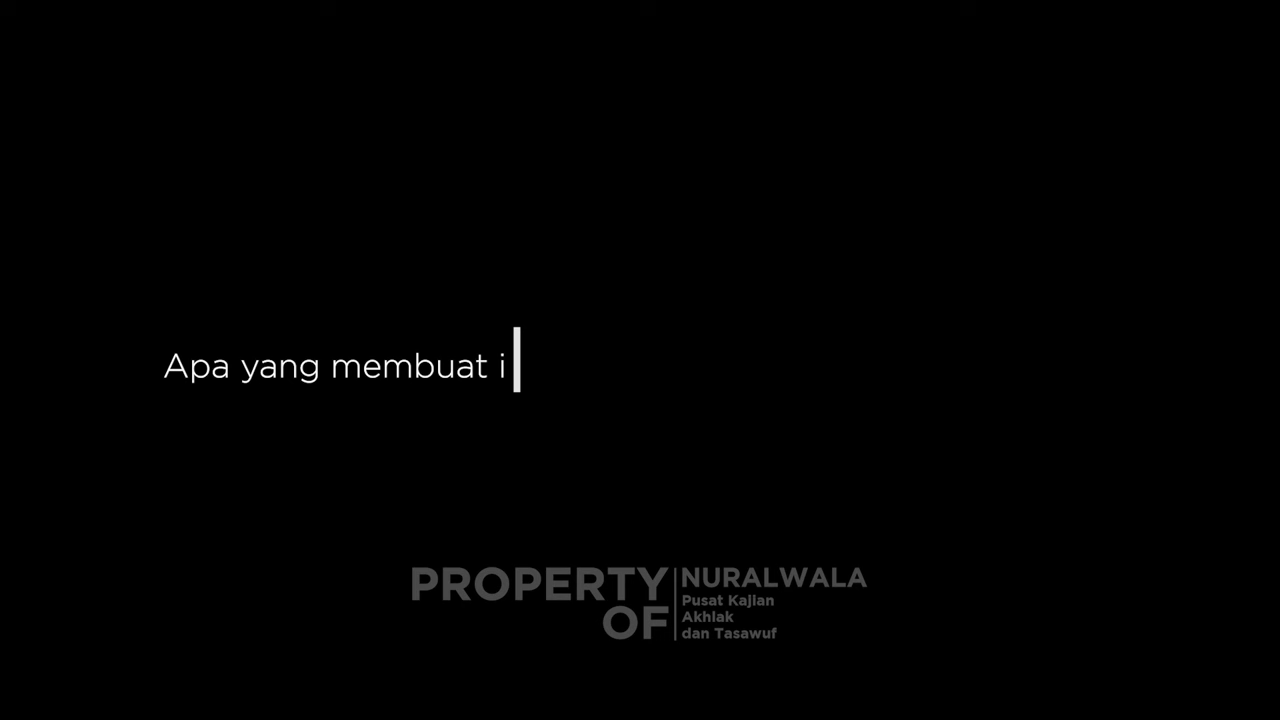 Apa yang membuat i
PROPERTY OF
NURALWALA
Pusat Kajian
Akhlak
dan Tasawuf